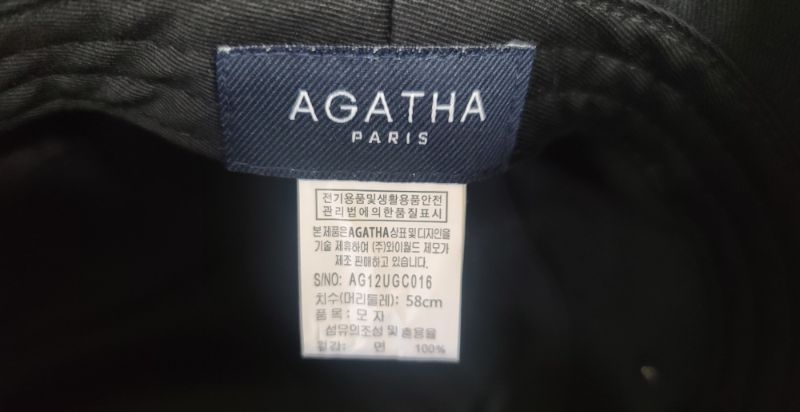 AGATHA
PARIS
전기용품및생활용품안전
관리법에의한품질표시
본제품은AGATHA상표및디자인을
기술 제휴하여 (주)와이월드 제모가
제조 판매하고 있습니다.
S/NO: AG12UGC016
치수(머리둘레): 58cm
품 목 : 모 자
섬유의조성 및 혼용율
겉감: 면 100%